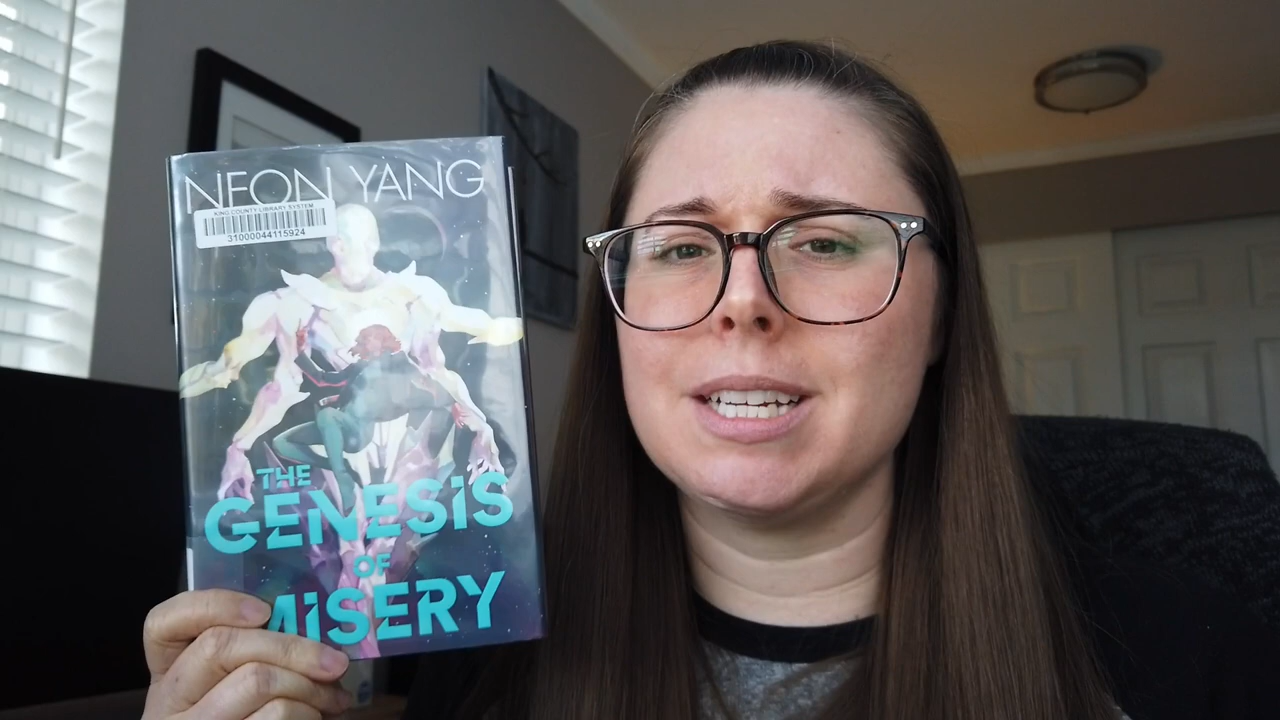 NEON YANG
KING COUNTY LIBRARY SYSTEM
31000044115924
THE
GENESIS
OF
MISERY